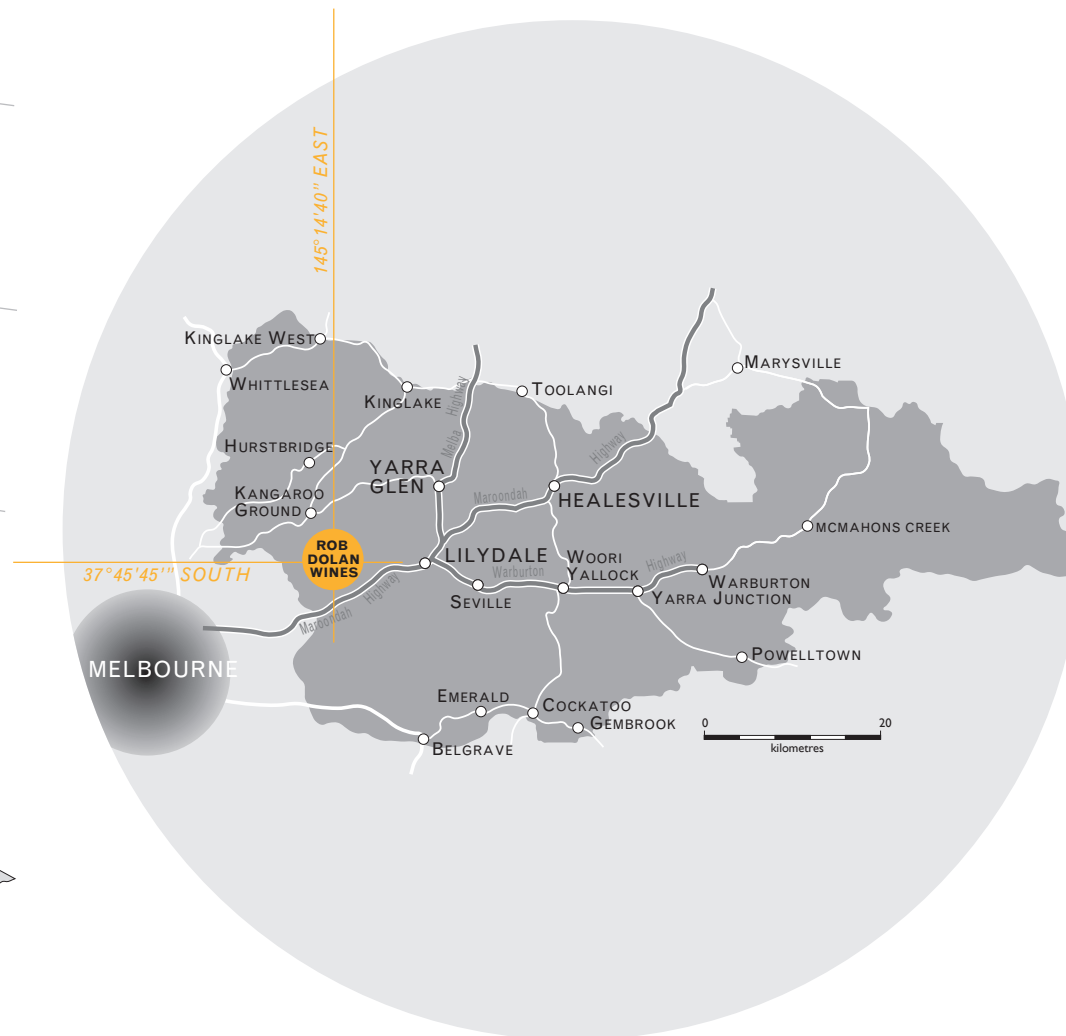 145°14'40" EAST
KINGLAKE WEST
WHITTLESEA
MARYSVILLE
KINGLAKE
TOOLANGI
Melba Highway
Highway
HURSTBRIDGE
YARRA
GLEN
KANGAROO
GROUND
Maroondah
HEALESVILLE
MCMAHONS CREEK
ROB
DOLAN
WINES
LILYDALE
WOORI
YALLOCK
Highway
37°45'45'" SOUTH
Warburton
WARBURTON
SEVILLE
YARRA JUNCTION
Maroondah Highway
MELBOURNE
POWELLTOWN
EMERALD
COCKATOO
GEMBROOK
BELGRAVE
0 20
kilometres